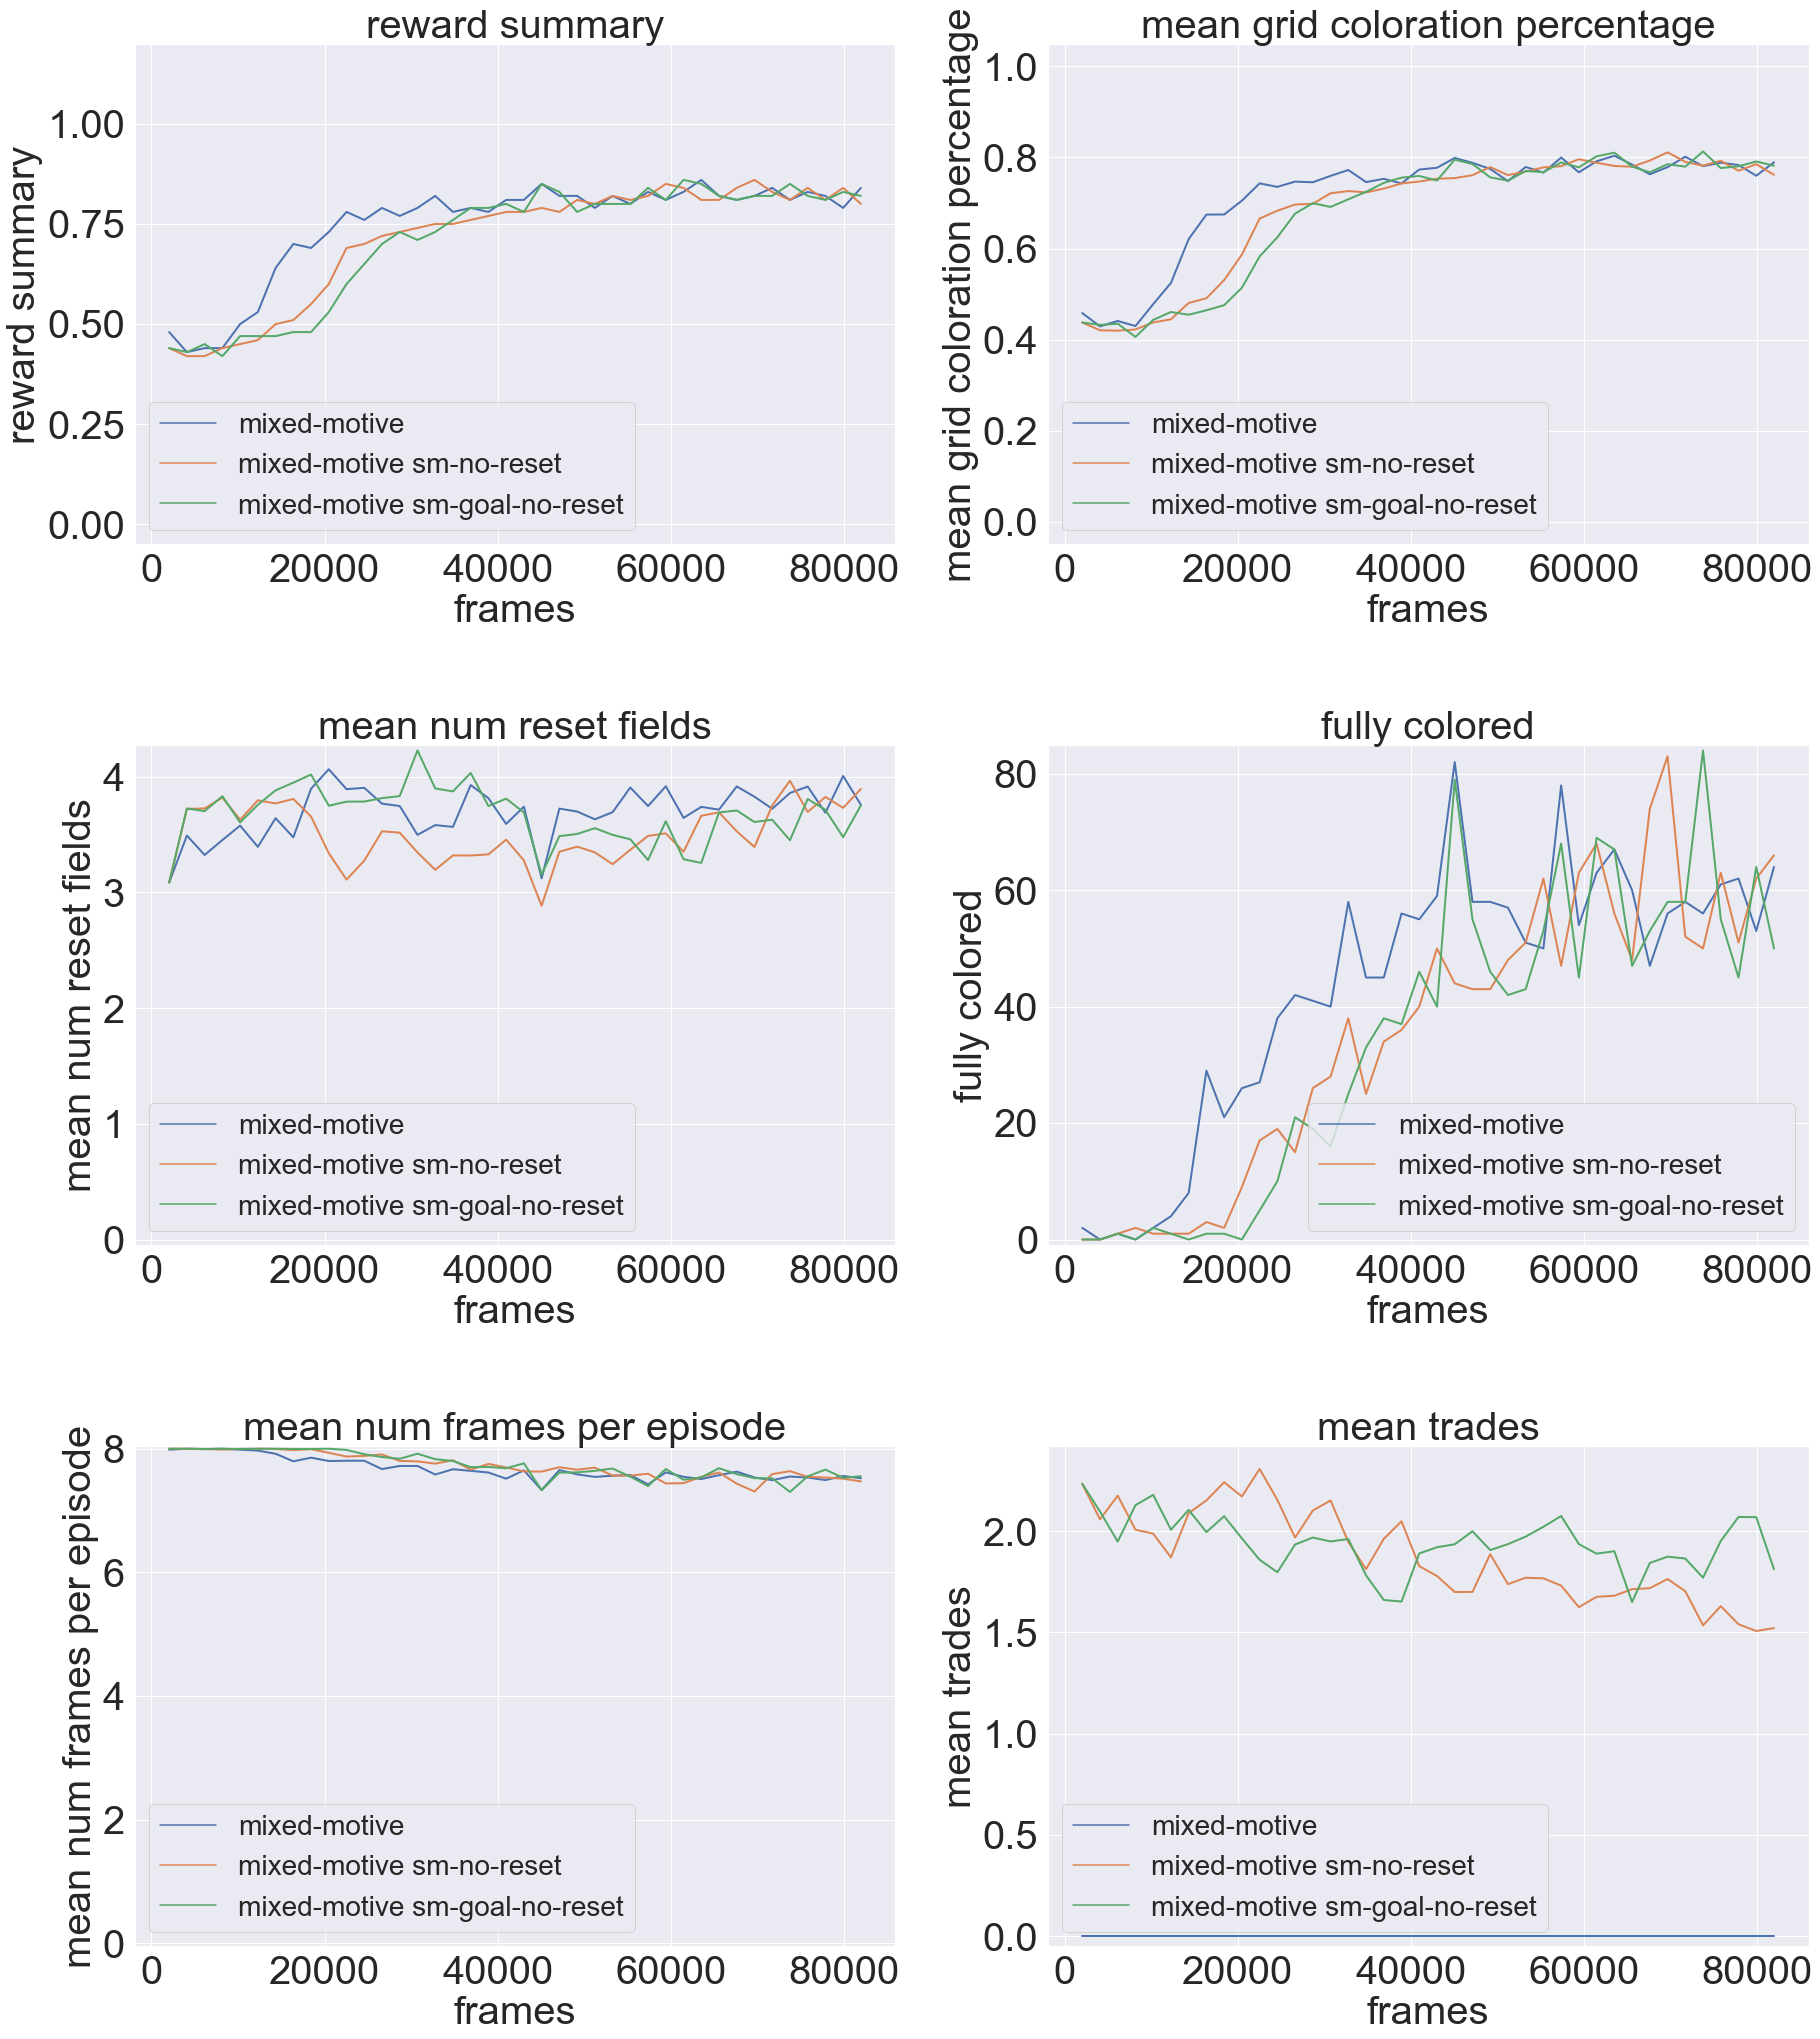 reward summary
reward summary
1.00
0.75
0.50
0.25
0.00
mixed-motive
mixed-motive sm-no-reset
mixed-motive sm-goal-no-reset
0 20000 40000 60000 80000
frames
mean grid coloration percentage
mean grid coloration percentage
1.0
0.8
0.6
0.4
0.2
0.0
mixed-motive
mixed-motive sm-no-reset
mixed-motive sm-goal-no-reset
0 20000 40000 60000 80000
frames
mean num reset fields
mean num reset fields
4
3
2
1
0
mixed-motive
mixed-motive sm-no-reset
mixed-motive sm-goal-no-reset
0 20000 40000 60000 80000
frames
fully colored
fully colored
80
60
40
20
0
mixed-motive
mixed-motive sm-no-reset
mixed-motive sm-goal-no-reset
0 20000 40000 60000 80000
frames
mean num frames per episode
mean num frames per episode
8
6
4
2
0
mixed-motive
mixed-motive sm-no-reset
mixed-motive sm-goal-no-reset
0 20000 40000 60000 80000
frames
mean trades
mean trades
2.0
1.5
1.0
0.5
0.0
mixed-motive
mixed-motive sm-no-reset
mixed-motive sm-goal-no-reset
0 20000 40000 60000 80000
frames